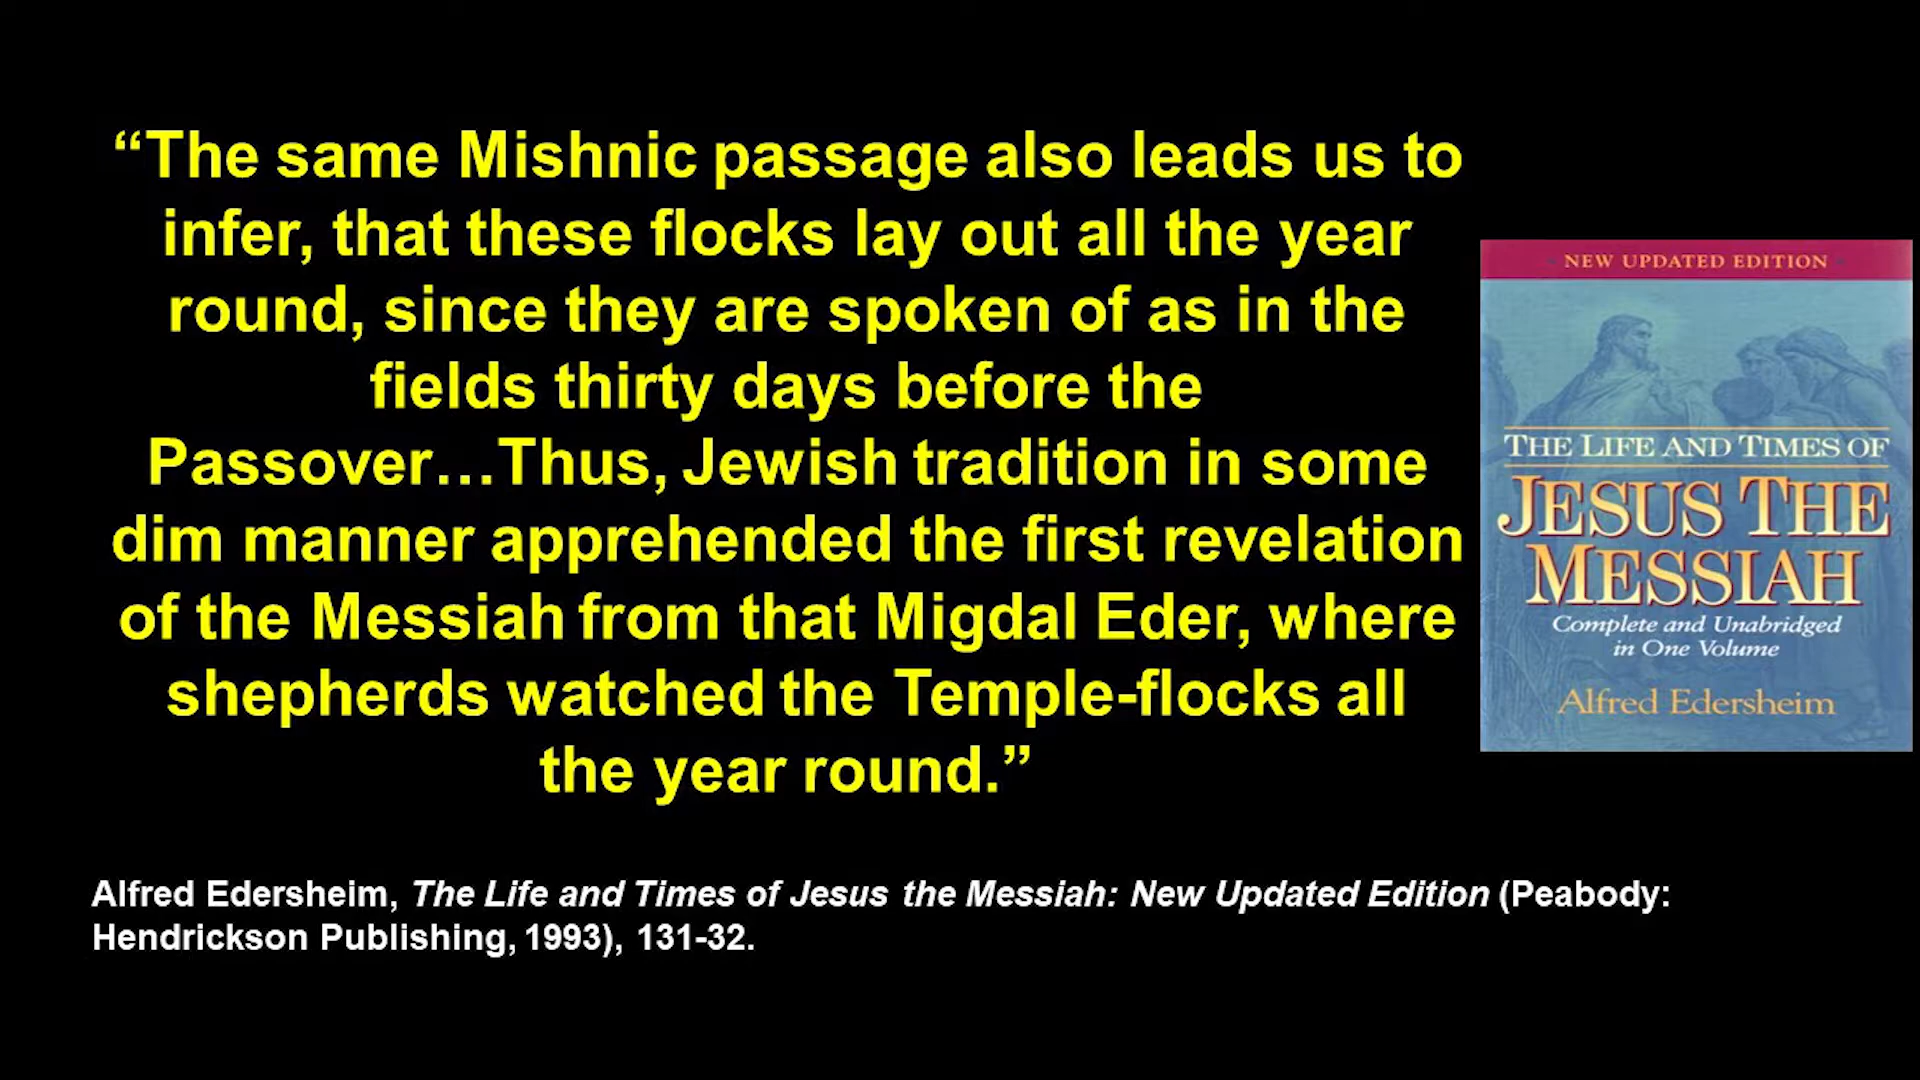 “The same Mishnic passage also leads us to
infer, that these flocks lay out all the year
round, since they are spoken of as in the
fields thirty days before the
Passover…Thus, Jewish tradition in some
dim manner apprehended the first revelation
of the Messiah from that Migdal Eder, where
shepherds watched the Temple-flocks all
the year round.”
NEW UPDATED EDITION
THE LIFE AND TIMES OF
JESUS THE
MESSIAH
Complete and Unabridged
in One Volume
Alfred Edersheim
Alfred Edersheim, The Life and Times of Jesus the Messiah: New Updated Edition (Peabody:
Hendrickson Publishing, 1993), 131-32.